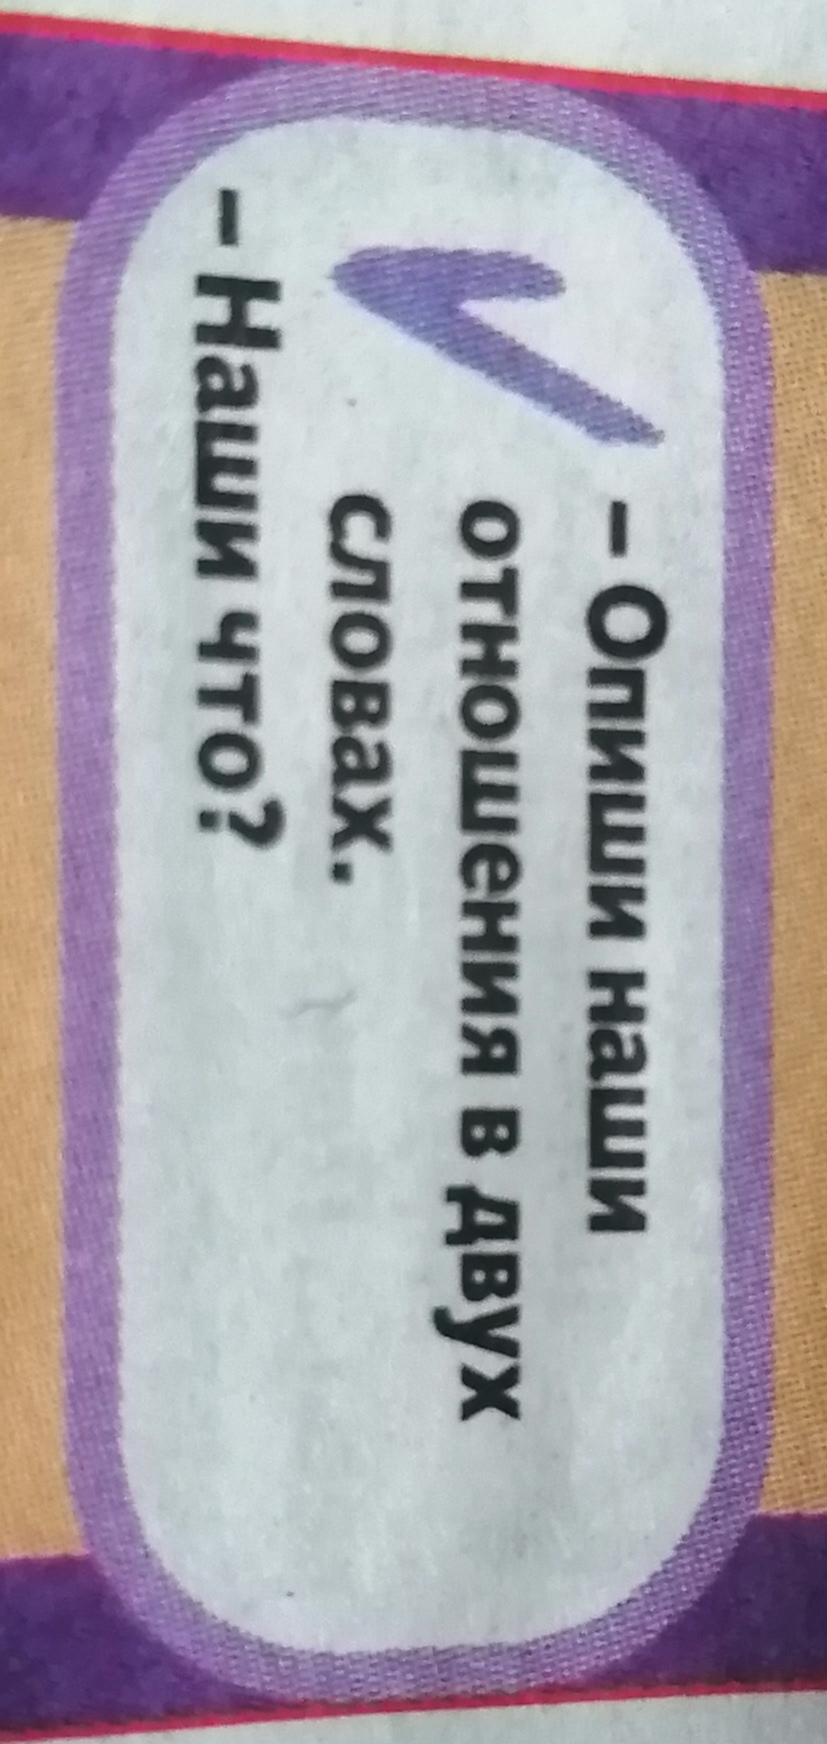 – Опиши наши
отношения в двух
словах.
– Наши что?